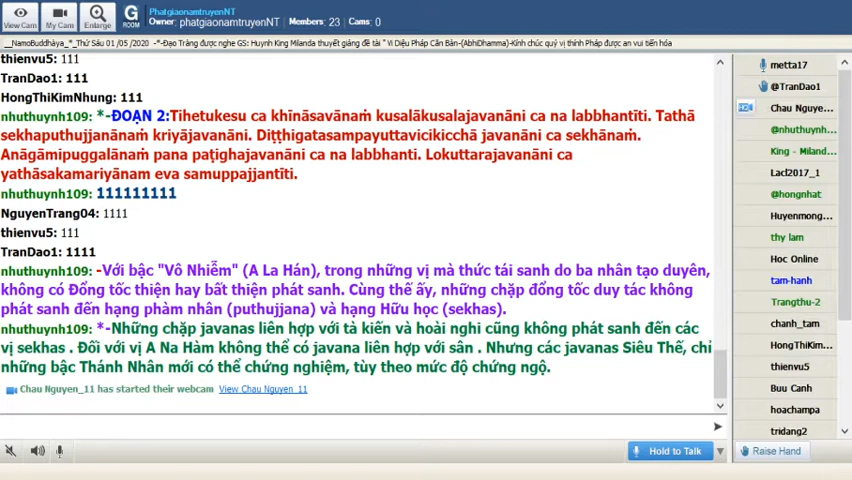 View Cam
My Cam
Enlarge
G
ROOM
PhatgiaonamtruyenNT
Owner: phatgiaonamtruyenNT Members: 23 Cams: 0
__NamoBuddhàya_*_Thứ Sáu 01 /05 /2020 -*-Đạo Tràng được nghe GS: Huynh King Milanda thuyết giảng đề tài " Vi Diệu Pháp Căn Bản-(AbhiDhamma)-Kính chúc quý vị thính Pháp được an vui tiến hóa
thienvu5: 111
TranDao1: 111
HongThiKimNhung: 111
nhuthuynh109: *-ĐOẠN 2:Tihetukesu ca khīnāsavānaṁ kusalākusalajavanāni ca na labbhantīti. Tathā
sekhaputhujjanānaṁ kriyājavanāni. Diṭṭhigatasampayuttavicikicchā javanāni ca sekhānaṁ.
Anāgāmipuggalānaṁ pana paṭighajavanāni ca na labbhanti. Lokuttarajavanāni ca
yathāsakamariyānam eva samuppajjantīti.
nhuthuynh109: 1111111111
NguyenTrang04: 1111
thienvu5: 111
TranDao1: 1111
nhuthuynh109: -Với bậc "Vô Nhiễm" (A La Hán), trong những vị mà thức tái sanh do ba nhân tạo duyên,
không có Đổng tốc thiện hay bất thiện phát sanh. Cùng thế ấy, những chặp đổng tốc duy tác không
phát sanh đến hạng phàm nhân (puthujjana) và hạng Hữu học (sekhas).
nhuthuynh109: *-Những chặp javanas liên hợp với tà kiến và hoài nghi cũng không phát sanh đến các
vị sekhas . Đối với vị A Na Hàm không thể có javana liên hợp với sân . Nhưng các javanas Siêu Thế, chỉ
những bậc Thánh Nhân mới có thể chứng nghiệm, tùy theo mức độ chứng ngộ.
Chau Nguyen_11 has started their webcam View Chau Nguyen_11
Hold to Talk
metta17
@TranDao1
Chau Nguye...
@nhuthuynh...
King - Miland...
Lacl2017_1
@hongnhat
Huyenmong...
thy lam
Hoc Online
tam-hanh
Trangthu-2
chanh_tam
HongThiKim...
thienvu5
Buu Canh
hoachampa
tridang2
Raise Hand